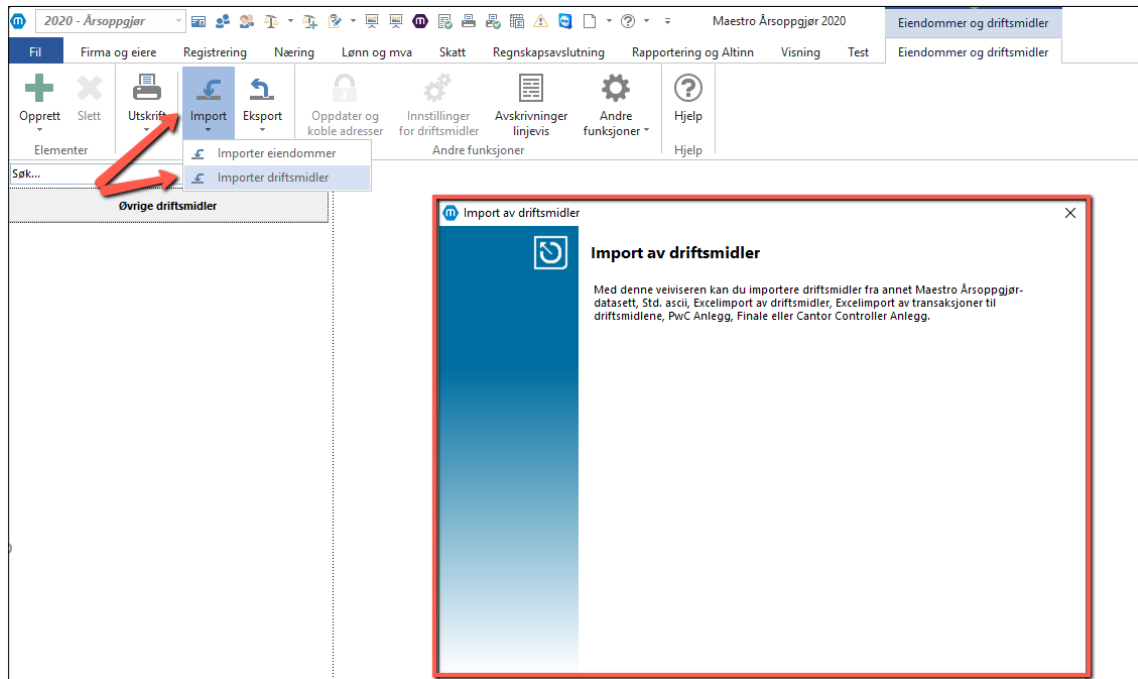 2020 - Årsoppgjør
Maestro Årsoppgjør 2020
Eiendommer og driftsmidler
Fil Firma og eiere Registrering Næring Lønn og mva Skatt Regnskapsavslutning Rapportering og Altinn Visning Test Eiendommer og driftsmidler
Opprett Slett Utskrift Import Eksport Oppdater og koble adresser Innstillinger for driftsmidler Avskrivninger linjevis Andre funksjoner Hjelp
Elementer Andre funksjoner Hjelp
Importer eiendommer
Søk...
Importer driftsmidler
Øvrige driftsmidler
Import av driftsmidler
Import av driftsmidler
Med denne veiviseren kan du importere driftsmidler fra annet Maestro Årsoppgjør-
datasett, Std. ascii, Excelimport av driftsmidler, Excelimport av transaksjoner til
driftsmidlene, PwC Anlegg, Finale eller Cantor Controller Anlegg.